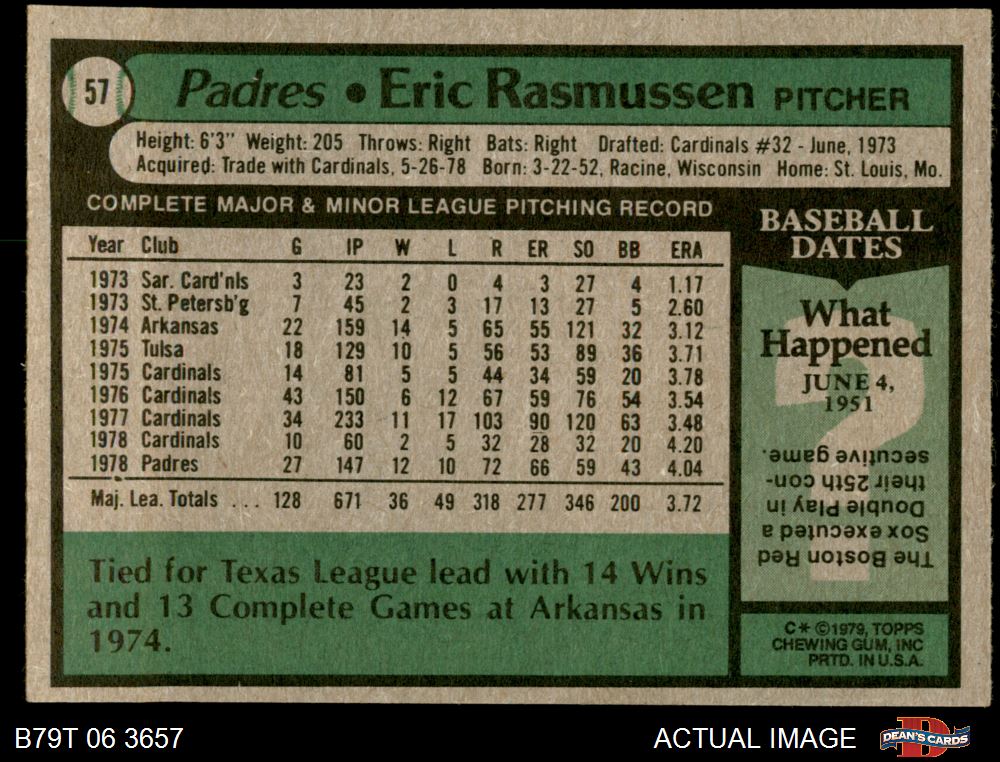 57
Padres • Eric Rasmussen PITCHER
Height: 6'3" Weight: 205 Throws: Right Bats: Right Drafted: Cardinals #32 - June, 1973
Acquired: Trade with Cardinals, 5-26-78 Born: 3-22-52, Racine, Wisconsin Home: St. Louis, Mo.
COMPLETE MAJOR & MINOR LEAGUE PITCHING RECORD
Year Club G IP W L R ER SO BB ERA
1973 Sar. Card'nls 3 23 2 0 4 3 27 4 1.17
1973 St. Petersb'g 7 45 2 3 17 13 27 5 2.60
1974 Arkansas 22 159 14 5 65 55 121 32 3.12
1975 Tulsa 18 129 10 5 56 53 89 36 3.71
1975 Cardinals 14 81 5 5 44 34 59 20 3.78
1976 Cardinals 43 150 6 12 67 59 76 54 3.54
1977 Cardinals 34 233 11 17 103 90 120 63 3.48
1978 Cardinals 10 60 2 5 32 28 32 20 4.20
1978 Padres 27 147 12 10 72 66 59 43 4.04
Maj. Lea. Totals ... 128 671 36 49 318 277 346 200 3.72
Tied for Texas League lead with 14 Wins
and 13 Complete Games at Arkansas in
1974.
BASEBALL
DATES
What
Happened
JUNE 4,
1951
The Boston Red
Sox executed a
Double Play in
their 25th con-
secutive game.
C* ©1979, TOPPS
CHEWING GUM, INC
PRTD. IN U.S.A.
B79T 06 3657
ACTUAL IMAGE
DEAN'S CARDS